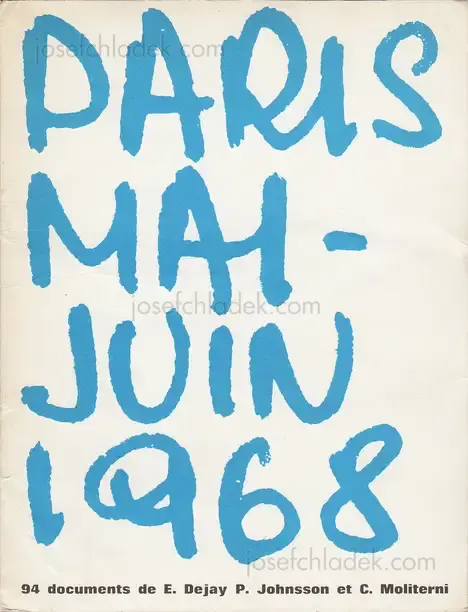 PARIS
MAI-
JUIN
1968
94 documents de E. Dejay P. Johnsson et C. Moliterni
josefchladek.com
josefchladek.com
josefchladek.com